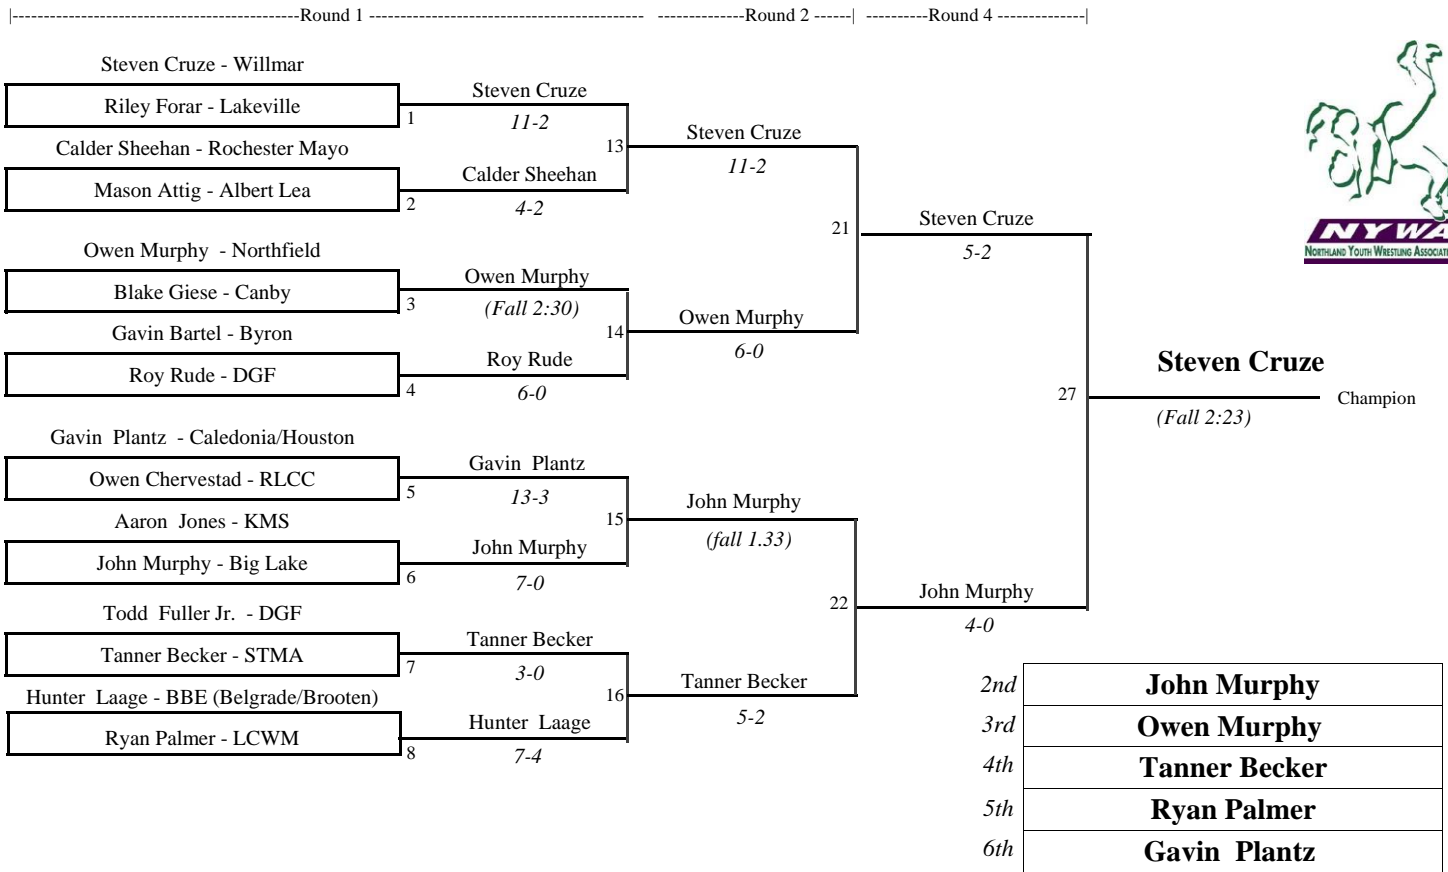 |-------------------------------------------Round 1 ----------------------------------------- --------------Round 2 ------| ----------Round 4 --------------|
Steven Cruze - Willmar
Riley Forar - Lakeville
1
Steven Cruze
11-2
Calder Sheehan - Rochester Mayo
Mason Attig - Albert Lea
2
Calder Sheehan
4-2
13
Steven Cruze
11-2
Owen Murphy - Northfield
Blake Giese - Canby
3
Owen Murphy
(Fall 2:30)
Gavin Bartel - Byron
Roy Rude - DGF
4
Roy Rude
6-0
14
Owen Murphy
6-0
21
Steven Cruze
5-2
Gavin Plantz - Caledonia/Houston
Owen Chervestad - RLCC
5
Gavin Plantz
13-3
Aaron Jones - KMS
John Murphy - Big Lake
6
John Murphy
7-0
15
John Murphy
(fall 1.33)
Todd Fuller Jr. - DGF
Tanner Becker - STMA
7
Tanner Becker
3-0
Hunter Laage - BBE (Belgrade/Brooten)
Ryan Palmer - LCWM
8
Hunter Laage
7-4
16
Tanner Becker
5-2
22
John Murphy
4-0
27
Steven Cruze
Champion
(Fall 2:23)
NYWA
NORTHLAND YOUTH WRESTLING ASSOCIATI
2nd John Murphy
3rd Owen Murphy
4th Tanner Becker
5th Ryan Palmer
6th Gavin Plantz